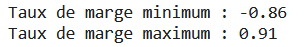 Taux de marge minimum : -0.86
Taux de marge maximum : 0.91